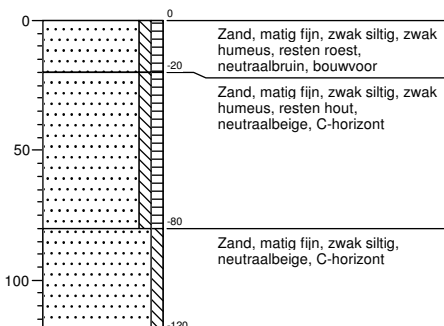 0
0
Zand, matig fijn, zwak siltig, zwak
humeus, resten roest,
neutraalbruin, bouwvoor
-20
Zand, matig fijn, zwak siltig, zwak
humeus, resten hout,
neutraalbeige, C-horizont
50
-80
Zand, matig fijn, zwak siltig,
neutraalbeige, C-horizont
100
-120